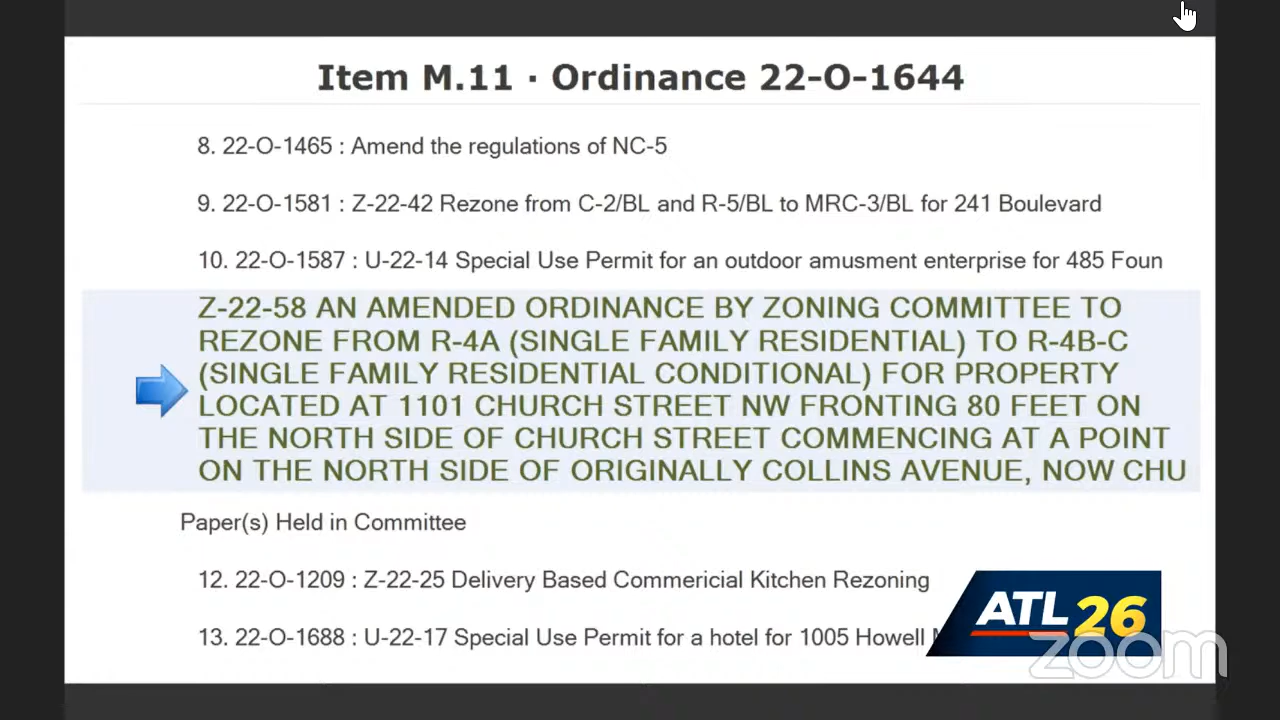 Item M.11 · Ordinance 22-O-1644
8. 22-O-1465 : Amend the regulations of NC-5
9. 22-O-1581 : Z-22-42 Rezone from C-2/BL and R-5/BL to MRC-3/BL for 241 Boulevard
10. 22-O-1587 : U-22-14 Special Use Permit for an outdoor amusment enterprise for 485 Foun
Z-22-58 AN AMENDED ORDINANCE BY ZONING COMMITTEE TO
REZONE FROM R-4A (SINGLE FAMILY RESIDENTIAL) TO R-4B-C
(SINGLE FAMILY RESIDENTIAL CONDITIONAL) FOR PROPERTY
LOCATED AT 1101 CHURCH STREET NW FRONTING 80 FEET ON
THE NORTH SIDE OF CHURCH STREET COMMENCING AT A POINT
ON THE NORTH SIDE OF ORIGINALLY COLLINS AVENUE, NOW CHU
Paper(s) Held in Committee
12. 22-O-1209 : Z-22-25 Delivery Based Commericial Kitchen Rezoning
13. 22-O-1688 : U-22-17 Special Use Permit for a hotel for 1005 Howell
ATL 26
zoom